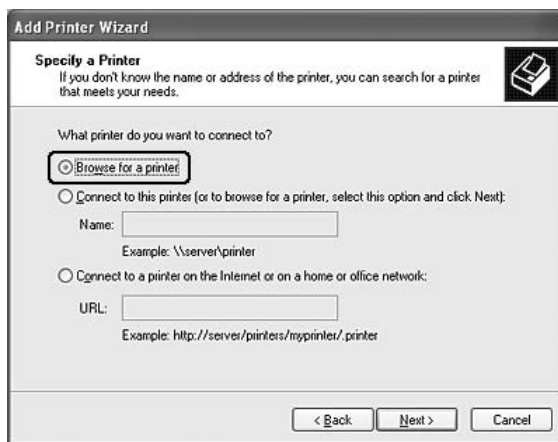 Add Printer Wizard
Specify a Printer
If you don't know the name or address of the printer, you can search for a printer
that meets your needs.
What printer do you want to connect to?
Browse for a printer
Connect to this printer (or to browse for a printer, select this option and click Next):
Name:
Example: \\server\printer
Connect to a printer on the Internet or on a home or office network:
URL:
Example: http://server/printers/myprinter/.printer
< Back Next > Cancel